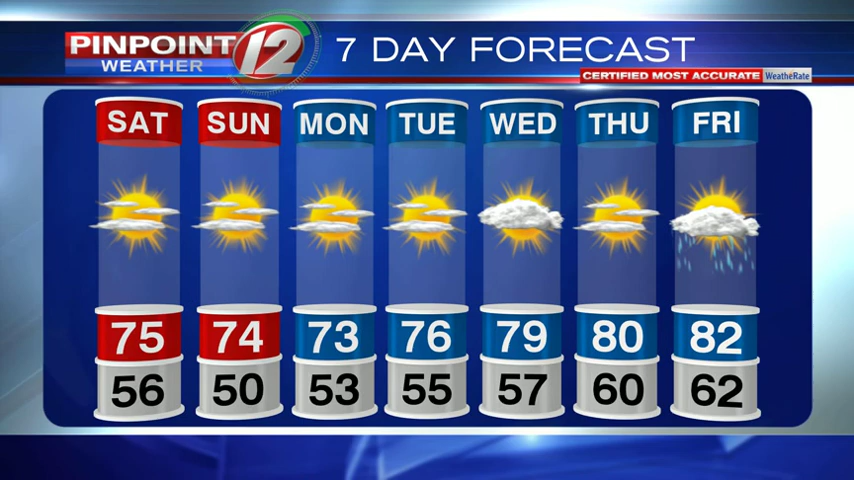 PINPOINT 12 7 DAY FORECAST
WEATHER
CERTIFIED MOST ACCURATE WeatheRate
SAT SUN MON TUE WED THU FRI
75 74 73 76 79 80 82
56 50 53 55 57 60 62